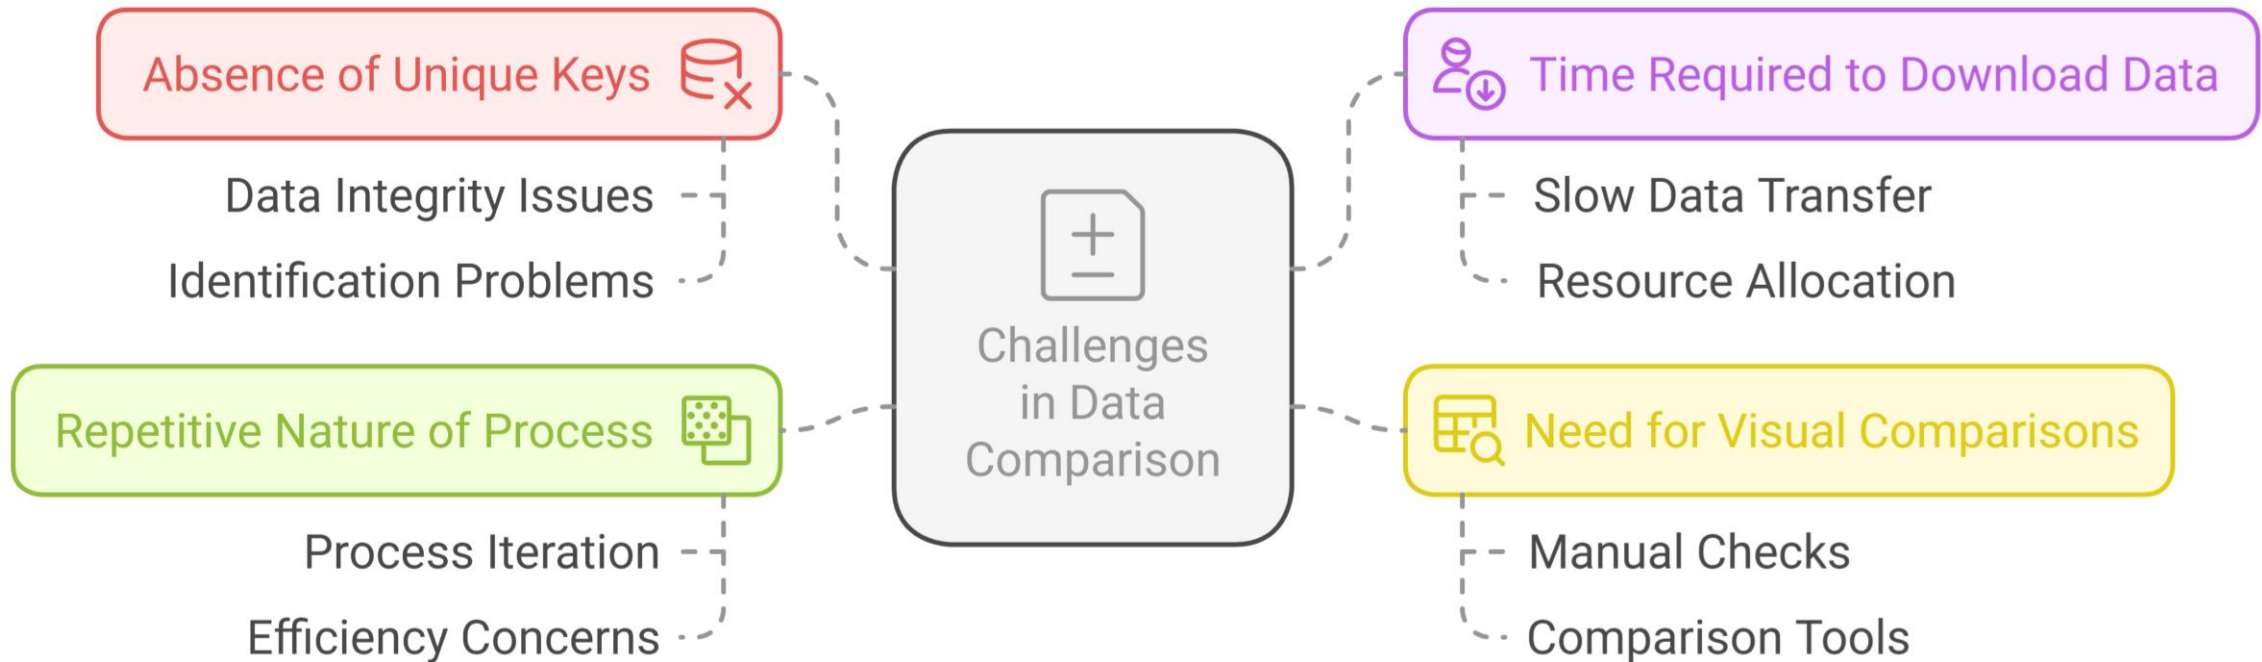 Absence of Unique Keys
Data Integrity Issues
Identification Problems
Repetitive Nature of Process
Process Iteration
Efficiency Concerns
Challenges
in Data
Comparison
Time Required to Download Data
Slow Data Transfer
Resource Allocation
Need for Visual Comparisons
Manual Checks
Comparison Tools